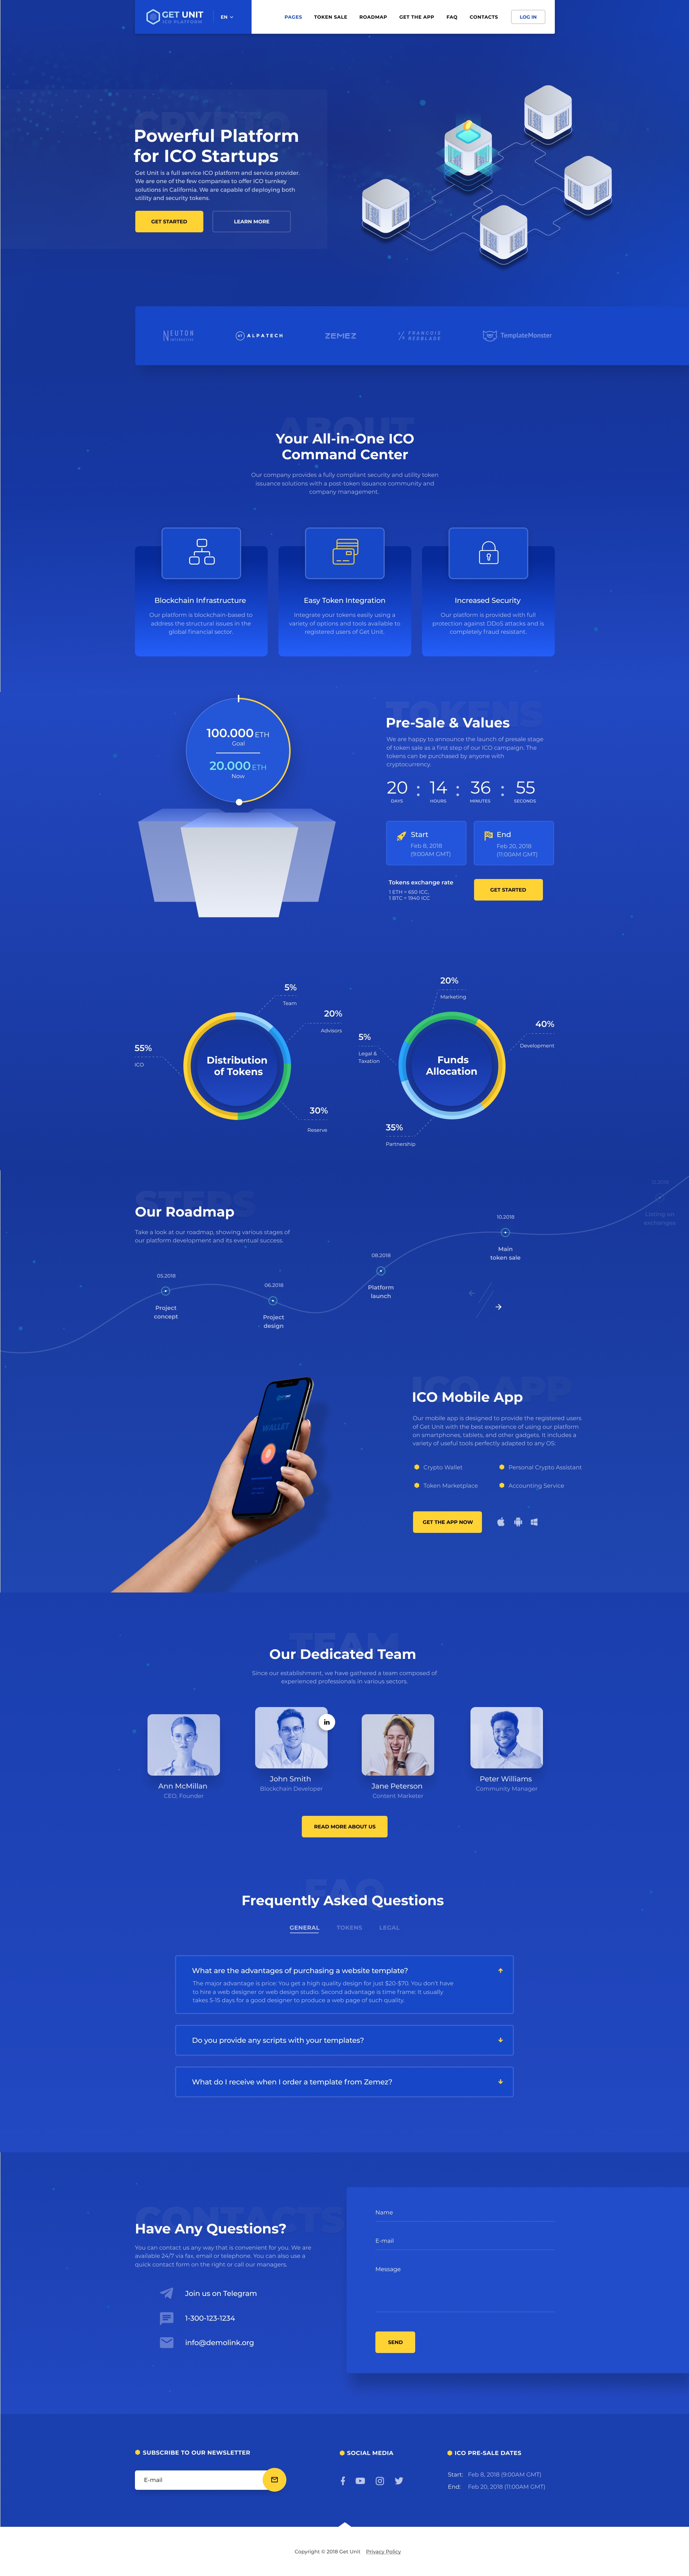 GET UNIT
ICO PLATFORM
EN
PAGES
TOKEN SALE
ROADMAP
GET THE APP
FAQ
CONTACTS
LOG IN
CRYPTO
Powerful Platform
for ICO Startups
Get Unit is a full service ICO platform and service provider.
We are one of the few companies to offer ICO turnkey
solutions in California. We are capable of deploying both
utility and security tokens.
GET STARTED
LEARN MORE
NEUTON
ALPATECH
ZEMEZ
FRANCOIS
REDBLADE
TemplateMonster
ABOUT
Your All-in-One ICO
Command Center
Our company provides a fully compliant security and utility token
issuance solutions with a post-token issuance community and
company management.
Blockchain Infrastructure
Our platform is blockchain-based to
address the structural issues in the
global financial sector.
Easy Token Integration
Integrate your tokens easily using a
variety of options and tools available to
registered users of Get Unit.
Increased Security
Our platform is provided with full
protection against DDoS attacks and is
completely fraud resistant.
100.000 ETH
Goal
20.000 ETH
Now
TOKENS
Pre-Sale & Values
We are happy to announce the launch of presale stage
of token sale as a first step of our ICO campaign. The
tokens can be purchased by anyone with
cryptocurrency.
20 : 14 : 36 : 55
DAYS HOURS MINUTES SECONDS
Start
Feb 8, 2018
(9:00AM GMT)
End
Feb 20, 2018
(11:00AM GMT)
Tokens exchange rate
1 ETH = 650 ICC,
1 BTC = 1940 ICC
GET STARTED
Distribution
of Tokens
5%
Team
20%
Advisors
55%
ICO
30%
Reserve
Funds
Allocation
20%
Marketing
40%
Development
5%
Legal &
Taxation
35%
Partnership
STEPS
Our Roadmap
Take a look at our roadmap, showing various stages of
our platform development and its eventual success.
05.2018
Project
concept
06.2018
Project
design
08.2018
Platform
launch
10.2018
Main
token sale
12.2018
Listing on
exchanges
WALLET
ICO APP
ICO Mobile App
Our mobile app is designed to provide the registered users
of Get Unit with the best experience of using our platform
on smartphones, tablets, and other gadgets. It includes a
variety of useful tools perfectly adapted to any OS:
Crypto Wallet
Personal Crypto Assistant
Token Marketplace
Accounting Service
GET THE APP NOW
TEAM
Our Dedicated Team
Since our establishment, we have gathered a team composed of
experienced professionals in various sectors.
in
Ann McMillan
CEO, Founder
John Smith
Blockchain Developer
Jane Peterson
Content Marketer
Peter Williams
Community Manager
READ MORE ABOUT US
FAQ
Frequently Asked Questions
GENERAL
TOKENS
LEGAL
What are the advantages of purchasing a website template?
The major advantage is price: You get a high quality design for just $20-$70. You don't have
to hire a web designer or web design studio. Second advantage is time frame: It usually
takes 5-15 days for a good designer to produce a web page of such quality.
Do you provide any scripts with your templates?
What do I receive when I order a template from Zemez?
CONTACTS
Have Any Questions?
You can contact us any way that is convenient for you. We are
available 24/7 via fax, email or telephone. You can also use a
quick contact form on the right or call our managers.
Join us on Telegram
1-300-123-1234
info@demolink.org
Name
E-mail
Message
SEND
SUBSCRIBE TO OUR NEWSLETTER
E-mail
SOCIAL MEDIA
ICO PRE-SALE DATES
Start: Feb 8, 2018 (9:00AM GMT)
End: Feb 20, 2018 (11:00AM GMT)
Copyright © 2018 Get Unit Privacy Policy